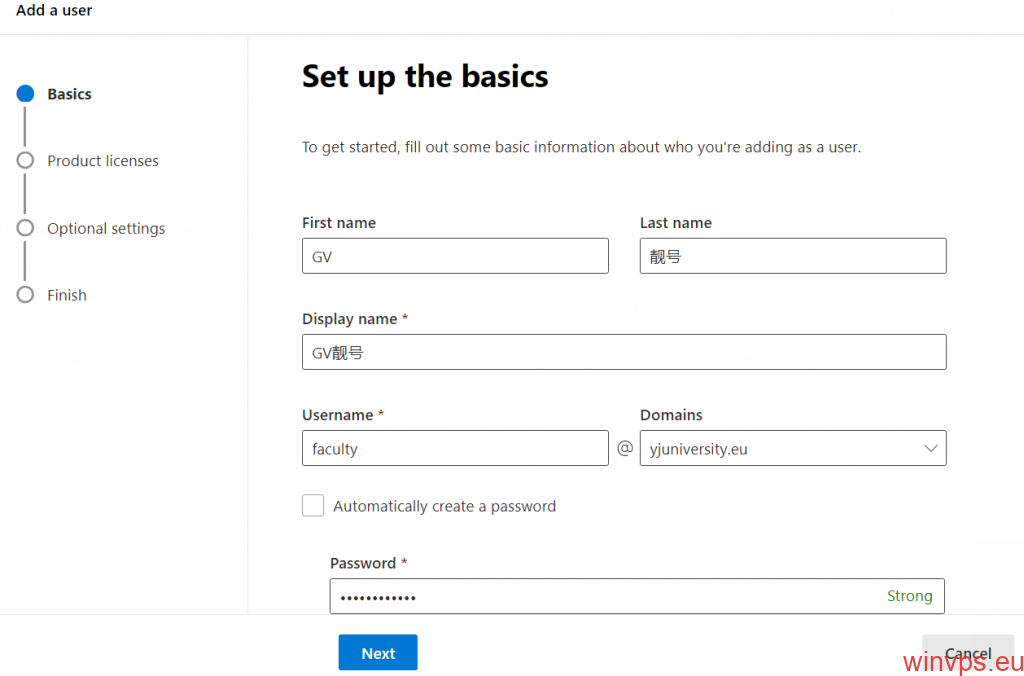 Add a user
Basics
Product licenses
Optional settings
Finish
Set up the basics
To get started, fill out some basic information about who you're adding as a user.
First name
Last name
GV
靓号
Display name *
GV靓号
Username *
Domains
faculty
@
yjuniversity.eu
Automatically create a password
Password *
••••••••••••
Strong
Next
Cancel
winvps.eu